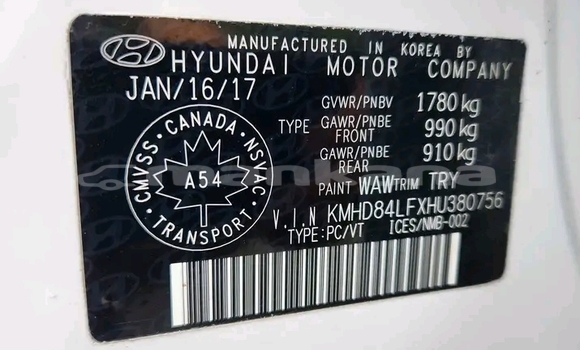 MANUFACTURED IN KOREA BY
HYUNDAI MOTOR COMPANY
JAN/16/17
GVWR/PNBV 1780 kg
TYPE GAWR/PNBE FRONT 990 kg
GAWR/PNBE REAR 910 kg
PAINT WAW TRIM TRY
V.I.N KMHD84LFXHU380756
TYPE:PC/VT ICES/NMB-002
CMVSS · CANADA · NSVAC · TRANSPORT ·
A54
mankara